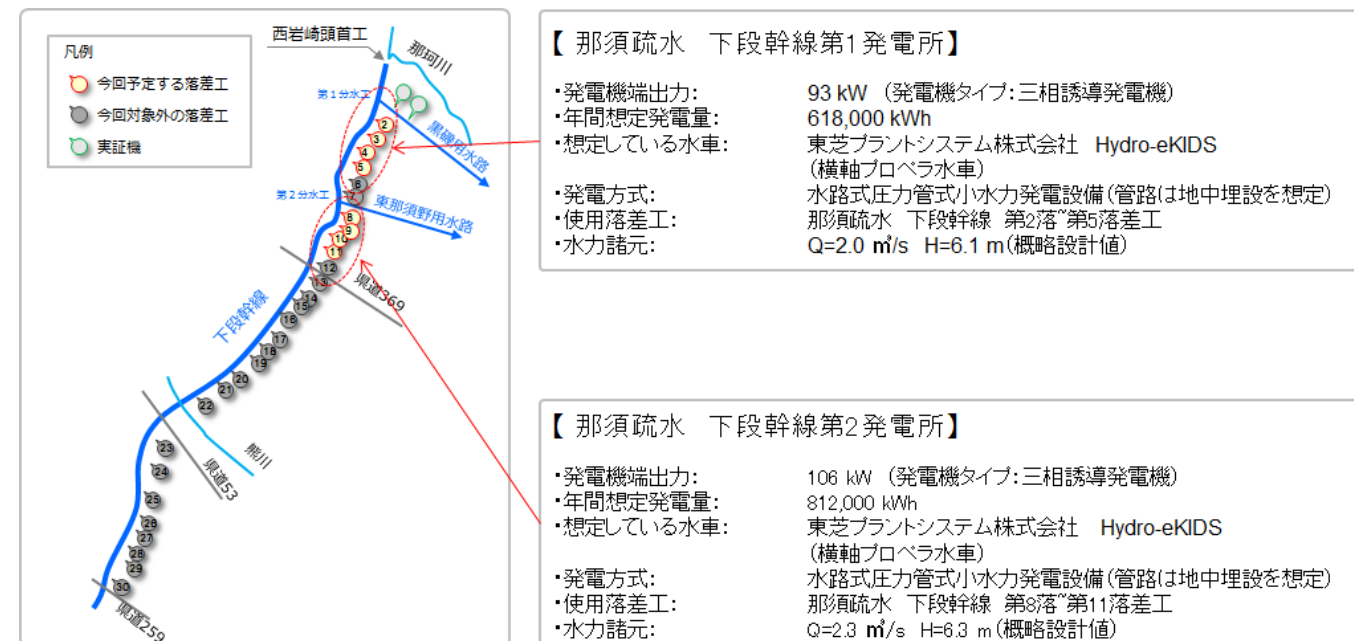 西岩崎頭首工
那珂川
凡例
今回予定する落差工
今回対象外の落差工
実証機
第1分水工
黒磯用水路
2
3
4
5
6
7
第2分水工
東那須野用水路
8
9
10
11
12
13
県道369
14
15
16
下段幹線
17
18
19
20
21
22
23
熊川
県道53
24
25
26
27
28
29
30
県道259
【 那須疏水 下段幹線第1発電所】
・発電機端出力: 93 kW (発電機タイプ:三相誘導発電機)
・年間想定発電量: 618,000 kWh
・想定している水車: 東芝プラントシステム株式会社 Hydro-eKIDS
(横軸プロペラ水車)
・発電方式: 水路式圧力管式小水力発電設備(管路は地中埋設を想定)
・使用落差工: 那須疏水 下段幹線 第2落~第5落差工
・水力諸元: Q=2.0 ㎥/s H=6.1 m(概略設計値)
【 那須疏水 下段幹線第2発電所】
・発電機端出力: 106 kW (発電機タイプ:三相誘導発電機)
・年間想定発電量: 812,000 kWh
・想定している水車: 東芝プラントシステム株式会社 Hydro-eKIDS
(横軸プロペラ水車)
・発電方式: 水路式圧力管式小水力発電設備(管路は地中埋設を想定)
・使用落差工: 那須疏水 下段幹線 第8落~第11落差工
・水力諸元: Q=2.3 ㎥/s H=6.3 m(概略設計値)